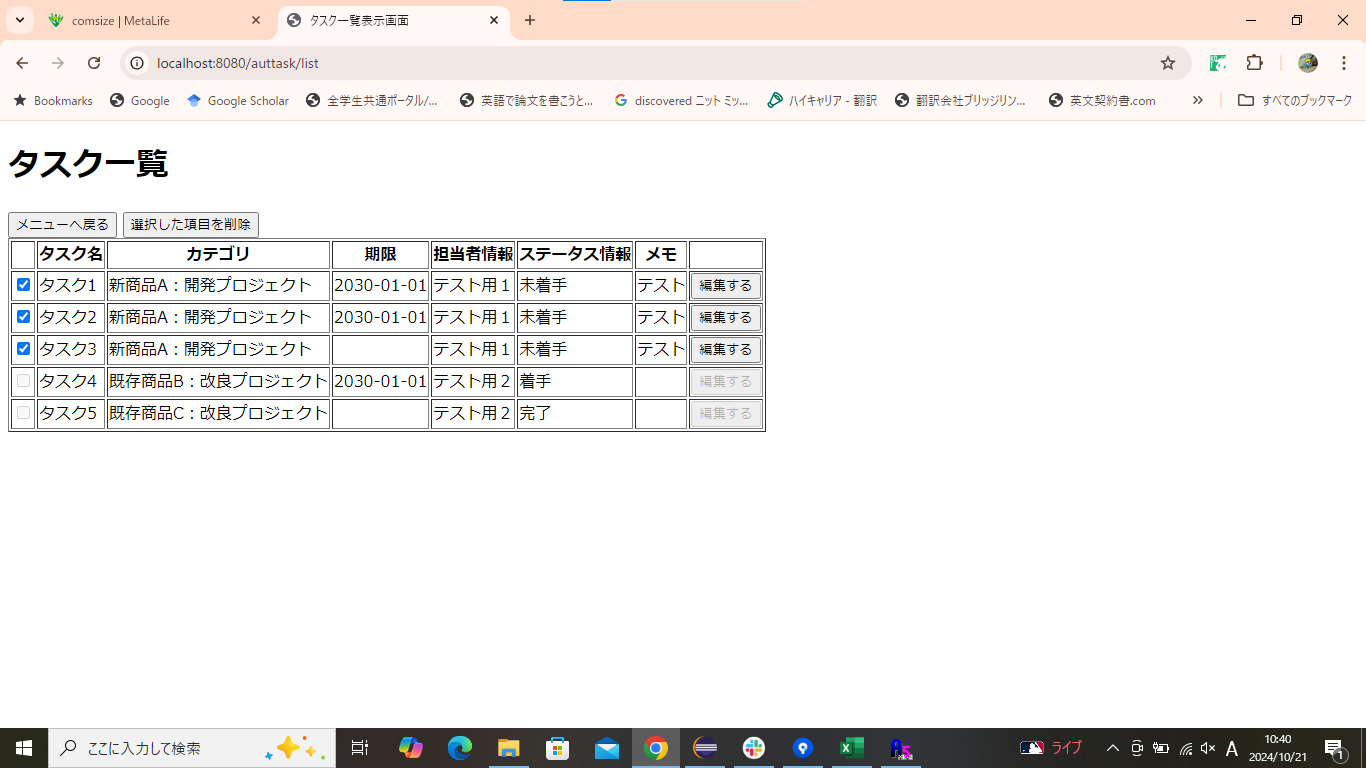 comsize | MetaLife
タスク一覧表示画面
localhost:8080/auttask/list
Bookmarks Google Google Scholar 全学生共通ポータル/... 英語で論文を書こうと... discovered ニット ミッ... ハイキャリア - 翻訳 翻訳会社ブリッジリン... 英文契約書.com » すべてのブックマーク
タスク一覧
メニューへ戻る 選択した項目を削除
タスク名 カテゴリ 期限 担当者情報 ステータス情報 メモ
タスク1 新商品A：開発プロジェクト 2030-01-01 テスト用１ 未着手 テスト 編集する
タスク2 新商品A：開発プロジェクト 2030-01-01 テスト用１ 未着手 テスト 編集する
タスク3 新商品A：開発プロジェクト テスト用１ 未着手 テスト 編集する
タスク4 既存商品B：改良プロジェクト 2030-01-01 テスト用２ 着手 編集する
タスク5 既存商品C：改良プロジェクト テスト用２ 完了 編集する
ここに入力して検索
ライブ
A
10:40
2024/10/21
1